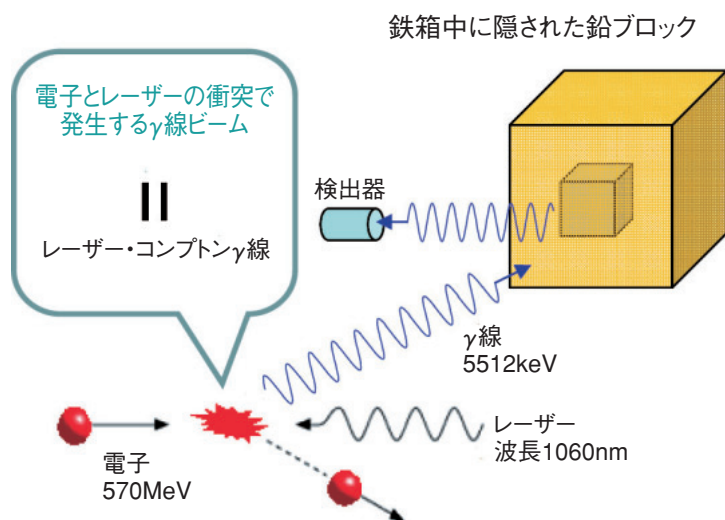 鉄箱中に隠された鉛ブロック
電子とレーザーの衝突で
発生するγ線ビーム
レーザー・コンプトンγ線
検出器
γ線
5512keV
レーザー
波長1060nm
電子
570MeV